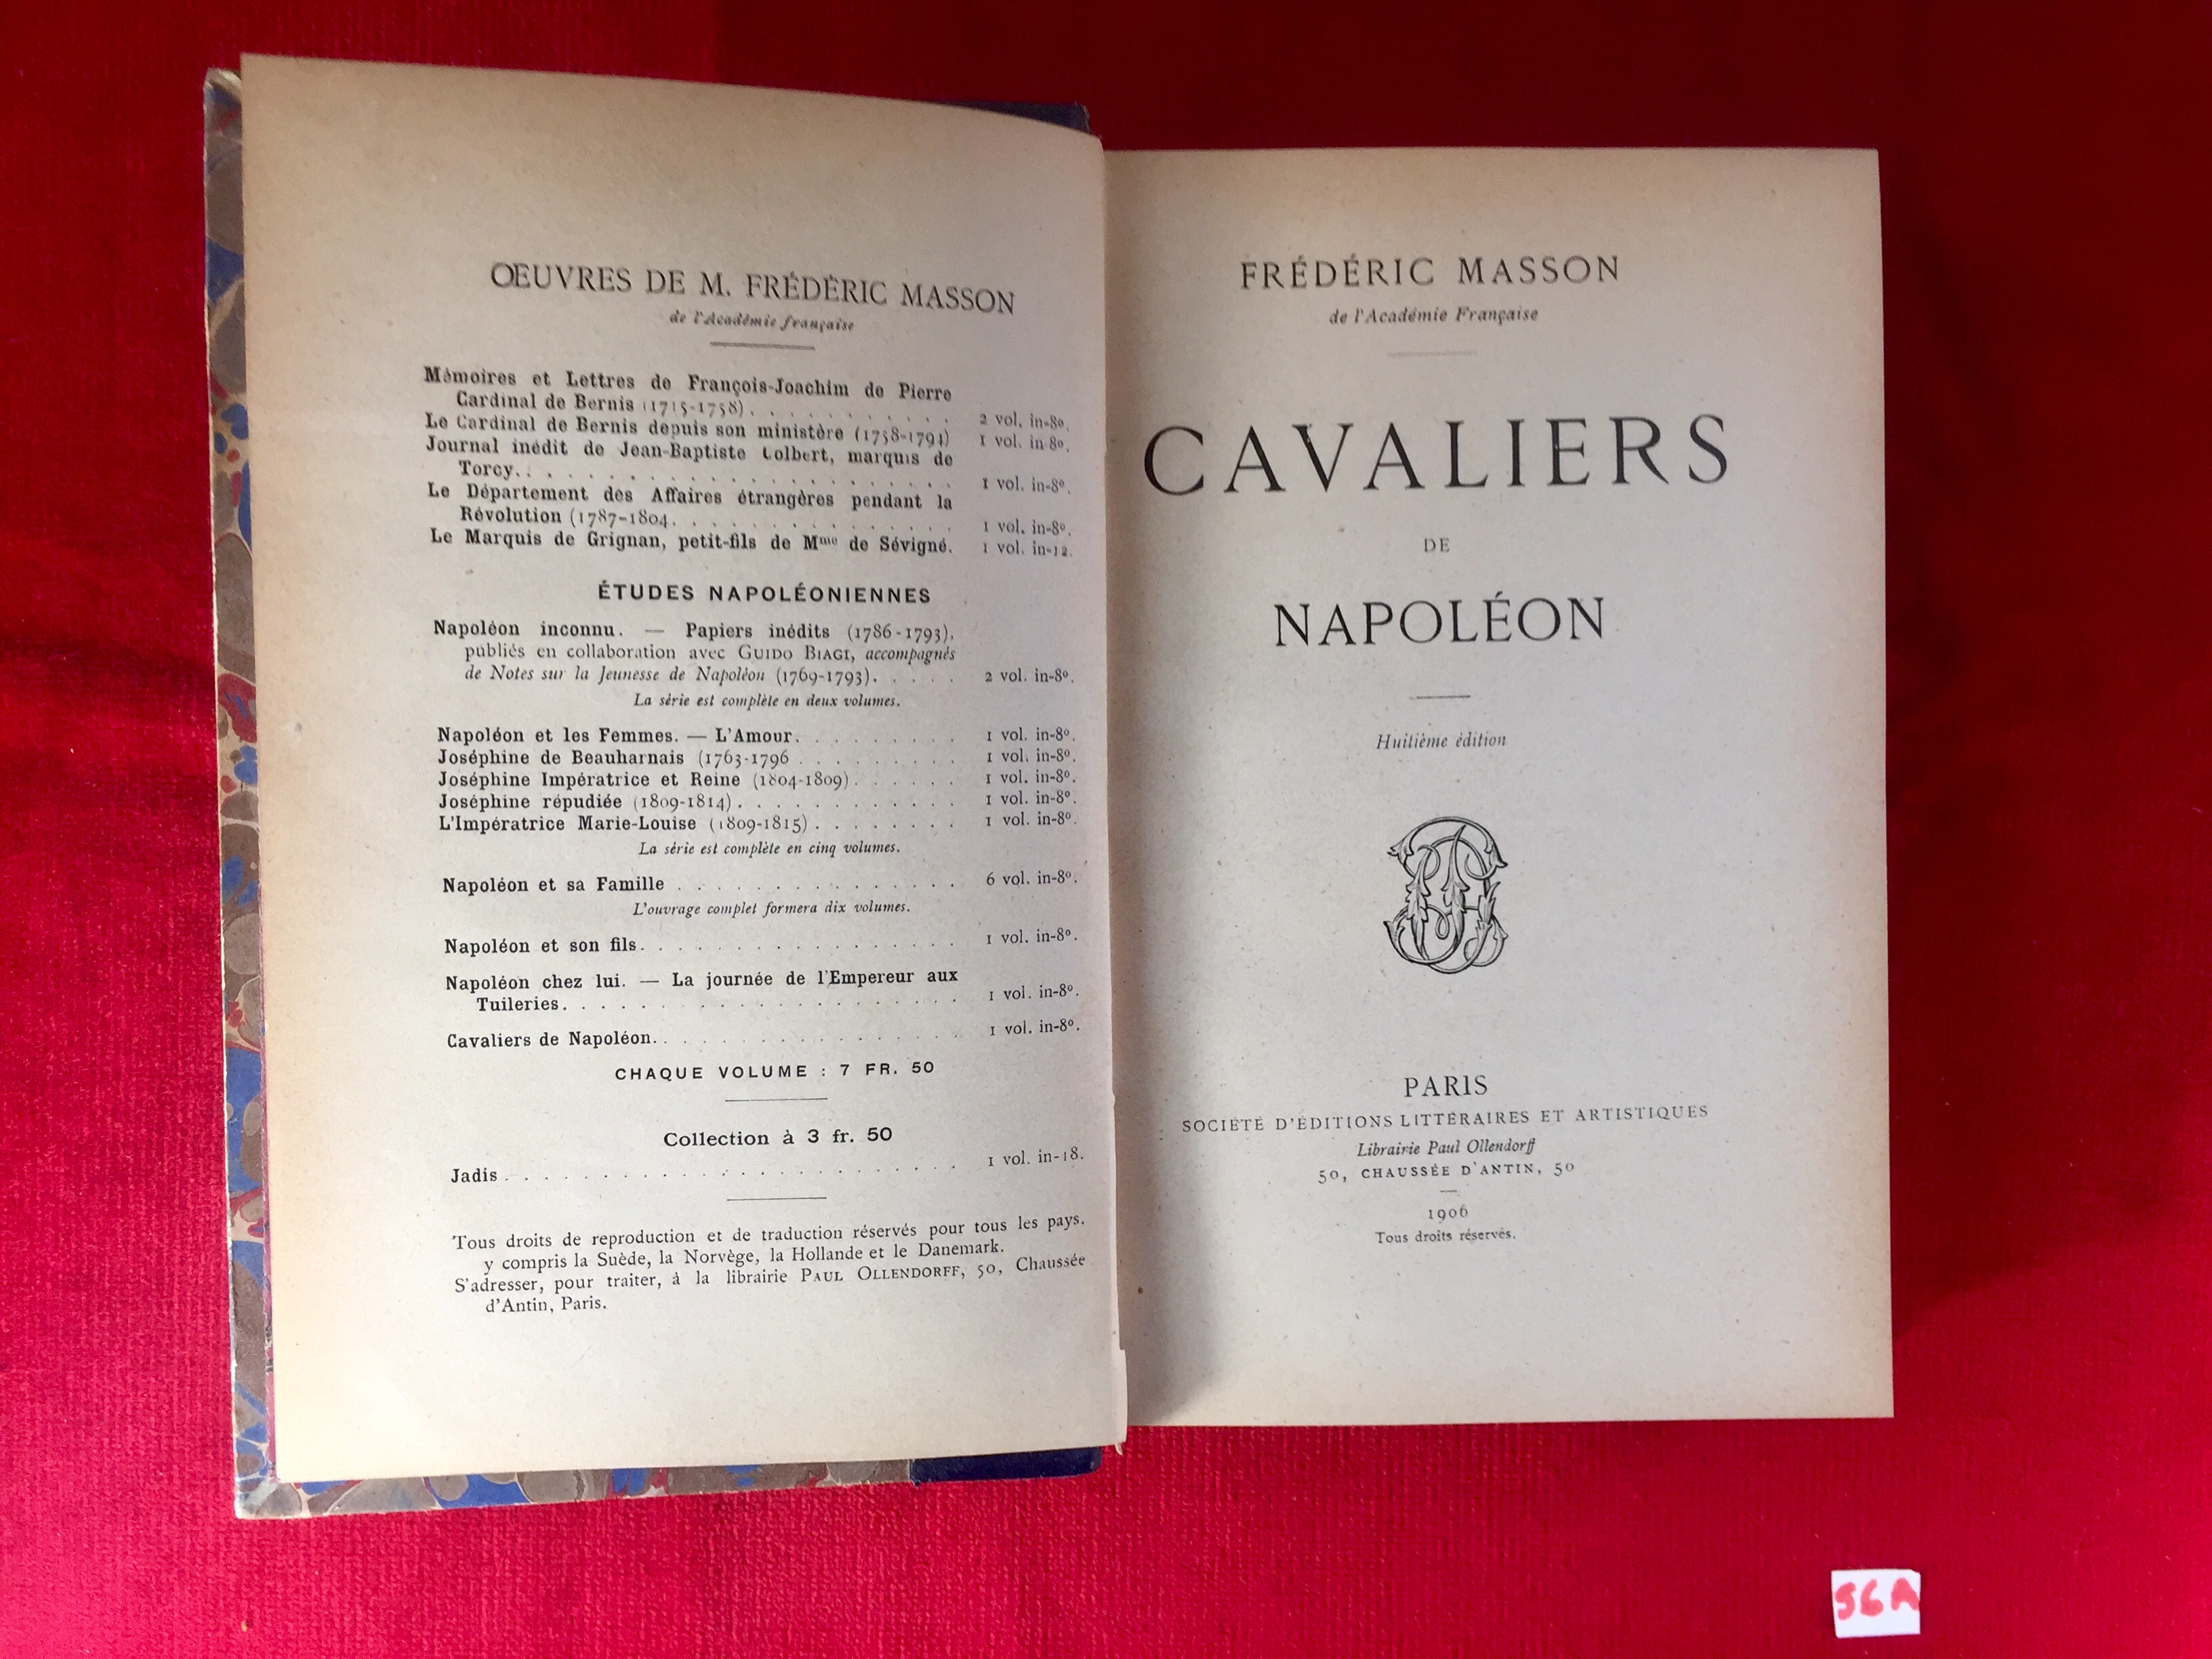 ŒUVRES DE M. FRÉDÉRIC MASSON
de l'Académie française
Mémoires et Lettres de François-Joachim de Pierre
Cardinal de Bernis (1715-1758). . . . . . . . . . . 2 vol. in-8º.
Le Cardinal de Bernis depuis son ministère (1758-1794) 1 vol. in-8º.
Journal inédit de Jean-Baptiste Colbert, marquis de
Torcy. . . . . . . . . . . . . . . . . . . . 1 vol. in-8º.
Le Département des Affaires étrangères pendant la
Révolution (1787-1804. . . . . . . . . . . . . . 1 vol. in-8º.
Le Marquis de Grignan, petit-fils de Mme de Sévigné. 1 vol. in-12.
ÉTUDES NAPOLÉONIENNES
Napoléon inconnu. — Papiers inédits (1786-1793),
publiés en collaboration avec GUIDO BIAGI, accompagnés
de Notes sur la Jeunesse de Napoléon (1769-1793). . . . . 2 vol. in-8º.
La série est complète en deux volumes.
Napoléon et les Femmes. — L'Amour. . . . . . . . . 1 vol. in-8º.
Joséphine de Beauharnais (1763-1796 . . . . . . . . . 1 vol. in-8º.
Joséphine Impératrice et Reine (1804-1809). . . . . . 1 vol. in-8º.
Joséphine répudiée (1809-1814). . . . . . . . . . . . 1 vol. in-8º.
L'Impératrice Marie-Louise (1809-1815) . . . . . . . . 1 vol. in-8º.
La série est complète en cinq volumes.
Napoléon et sa Famille . . . . . . . . . . . . . . . 6 vol. in-8º.
L'ouvrage complet formera dix volumes.
Napoléon et son fils. . . . . . . . . . . . . . . . . 1 vol. in-8º.
Napoléon chez lui. — La journée de l'Empereur aux
Tuileries. . . . . . . . . . . . . . . . . . . . . 1 vol. in-8º.
Cavaliers de Napoléon. . . . . . . . . . . . . . . . 1 vol. in-8º.
CHAQUE VOLUME : 7 FR. 50
Collection à 3 fr. 50
Jadis . . . . . . . . . . . . . . . . . . . . . . . 1 vol. in-18.
Tous droits de reproduction et de traduction réservés pour tous les pays,
y compris la Suède, la Norvège, la Hollande et le Danemark.
S'adresser, pour traiter, à la librairie PAUL OLLENDORFF, 50, Chaussée
d'Antin, Paris.
FRÉDÉRIC MASSON
de l'Académie Française
CAVALIERS
DE
NAPOLÉON
Huitième édition
PARIS
SOCIÉTÉ D'ÉDITIONS LITTÉRAIRES ET ARTISTIQUES
Librairie Paul Ollendorff
50, CHAUSSÉE D'ANTIN, 50
1906
Tous droits réservés.
56A